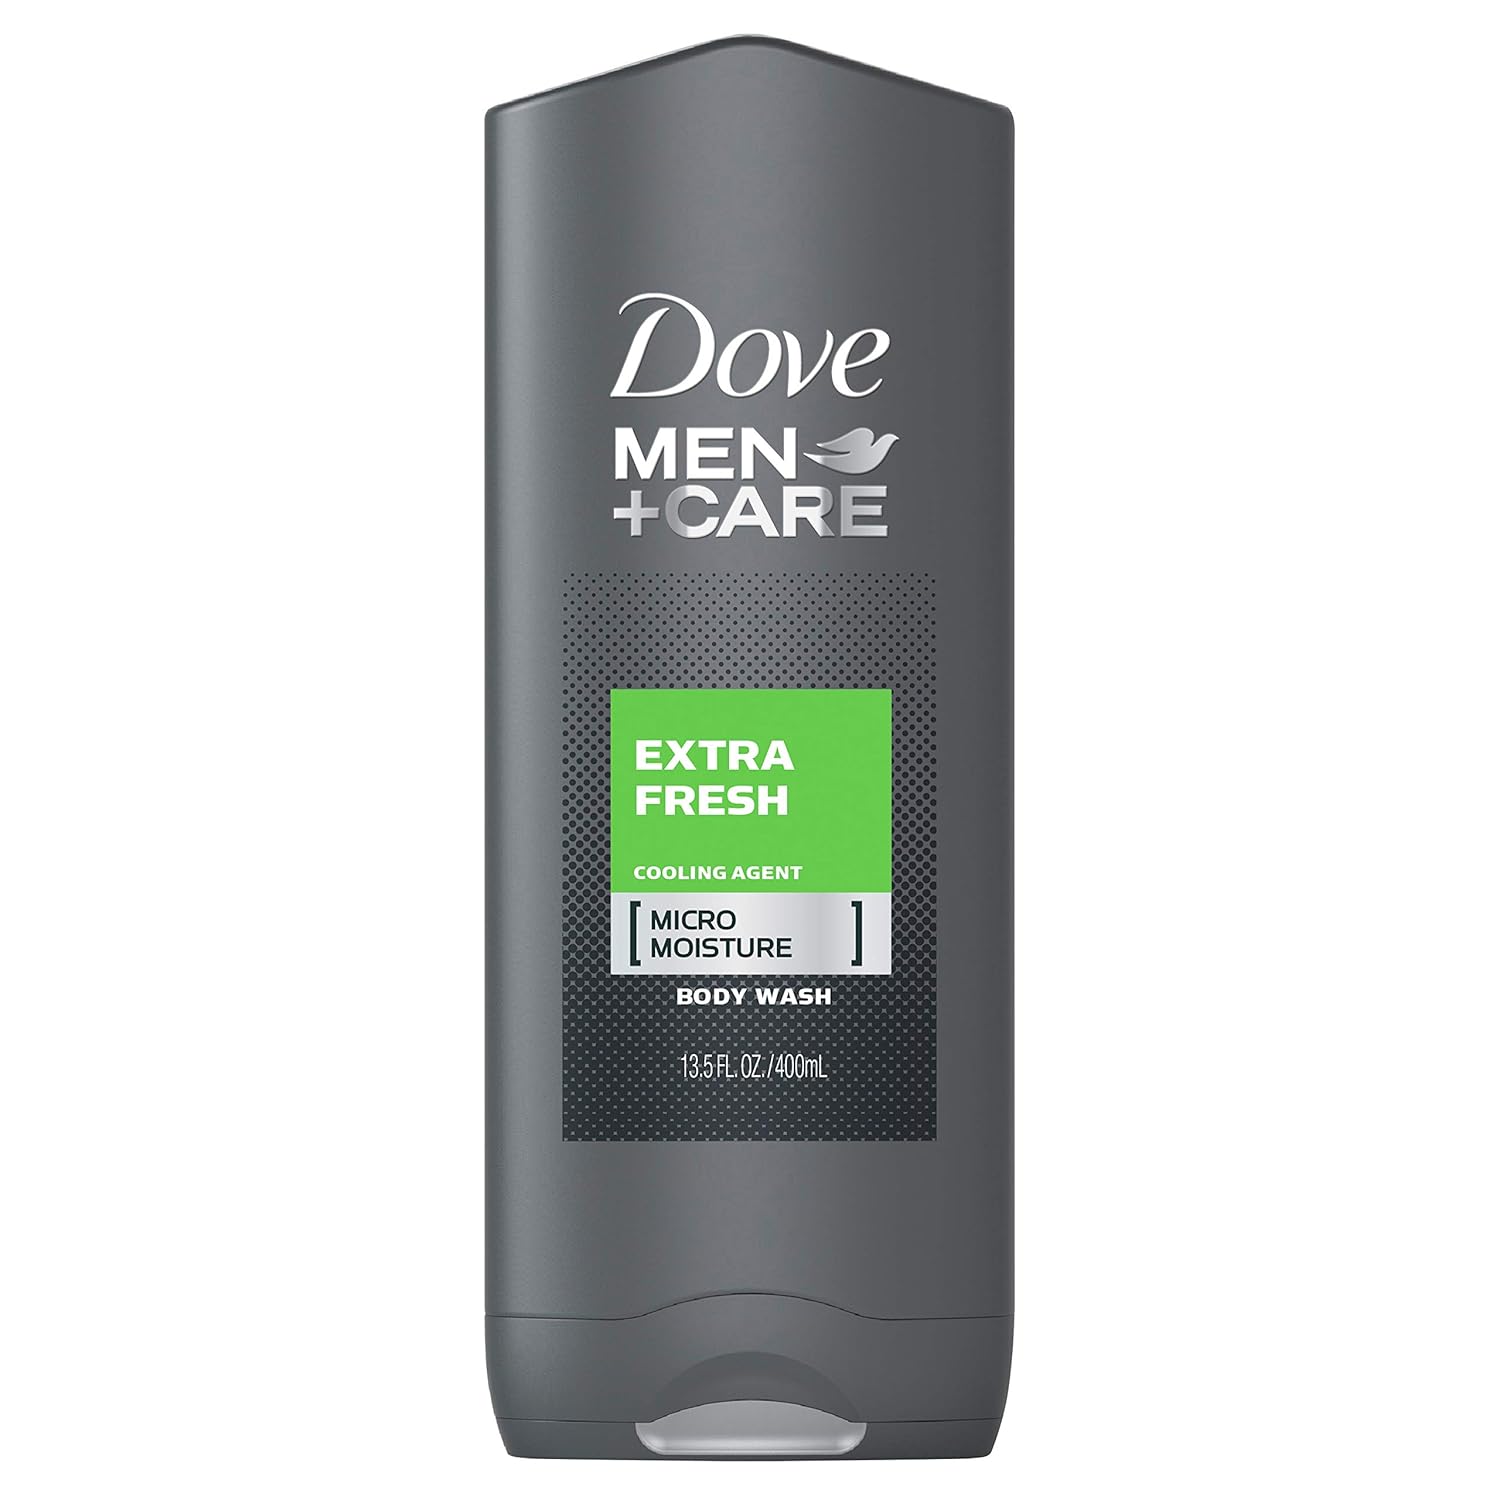 Dove
MEN
+CARE
EXTRA
FRESH
COOLING AGENT
[ MICRO
MOISTURE ]
BODY WASH
13.5 FL. OZ./400mL